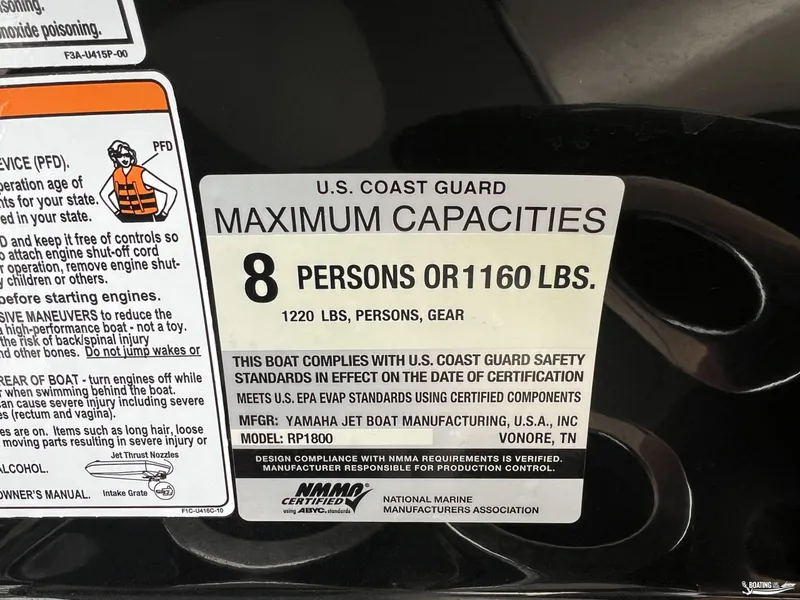 soning.
noxide poisoning.
F3A-U415P-00
PFD
EVICE (PFD).
peration age of
nts for your state.
ed in your state.
D and keep it free of controls so
o attach engine shut-off cord
r operation, remove engine shut-
y children or others.
before starting engines.
SIVE MANEUVERS to reduce the
a high-performance boat - not a toy.
the risk of back/spinal injury
nd other bones. Do not jump wakes or
REAR OF BOAT - turn engines off while
r when swimming behind the boat.
can cause severe injury including severe
es (rectum and vagina).
es are on. Items such as long hair, loose
moving parts resulting in severe injury or
Jet Thrust Nozzles
ALCOHOL.
OWNER'S MANUAL.
Intake Grate
F1C-U416C-10
U.S. COAST GUARD
MAXIMUM CAPACITIES
8 PERSONS OR 1160 LBS.
1220 LBS, PERSONS, GEAR
THIS BOAT COMPLIES WITH U.S. COAST GUARD SAFETY
STANDARDS IN EFFECT ON THE DATE OF CERTIFICATION
MEETS U.S. EPA EVAP STANDARDS USING CERTIFIED COMPONENTS
MFGR: YAMAHA JET BOAT MANUFACTURING, U.S.A., INC
MODEL: RP1800 VONORE, TN
DESIGN COMPLIANCE WITH NMMA REQUIREMENTS IS VERIFIED.
MANUFACTURER RESPONSIBLE FOR PRODUCTION CONTROL.
NMMA
CERTIFIED
using ABYC. standards
NATIONAL MARINE
MANUFACTURERS ASSOCIATION
BOATING